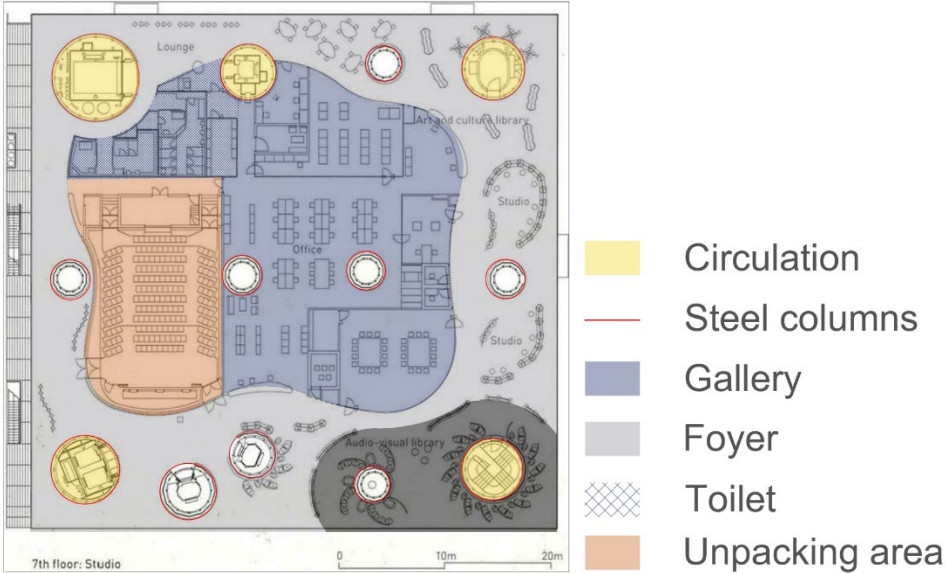 Lounge
Art and culture library
Studio
Office
Studio
Audio-visual library
7th floor: Studio
0 10m 20m
Circulation
Steel columns
Gallery
Foyer
Toilet
Unpacking area